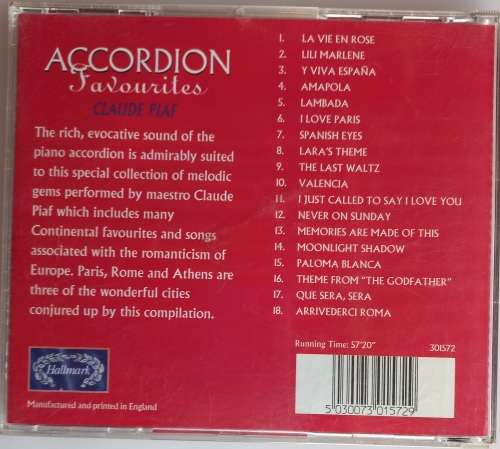 ACCORDION
Favourites
CLAUDE PIAF
The rich, evocative sound of the
piano accordion is admirably suited
to this special collection of melodic
gems performed by maestro Claude
Piaf which includes many
Continental favourites and songs
associated with the romanticism of
Europe. Paris, Rome and Athens are
three of the wonderful cities
conjured up by this compilation.
Hallmark
Manufactured and printed in England
1. LA VIE EN ROSE
2. LILI MARLENE
3. Y VIVA ESPAÑA
4. AMAPOLA
5. LAMBADA
6. I LOVE PARIS
7. SPANISH EYES
8. LARA'S THEME
9. THE LAST WALTZ
10. VALENCIA
11. I JUST CALLED TO SAY I LOVE YOU
12. NEVER ON SUNDAY
13. MEMORIES ARE MADE OF THIS
14. MOONLIGHT SHADOW
15. PALOMA BLANCA
16. THEME FROM "THE GODFATHER"
17. QUE SERA, SERA
18. ARRIVEDERCI ROMA
Running Time: 57'20" 301572
5 030073 015729